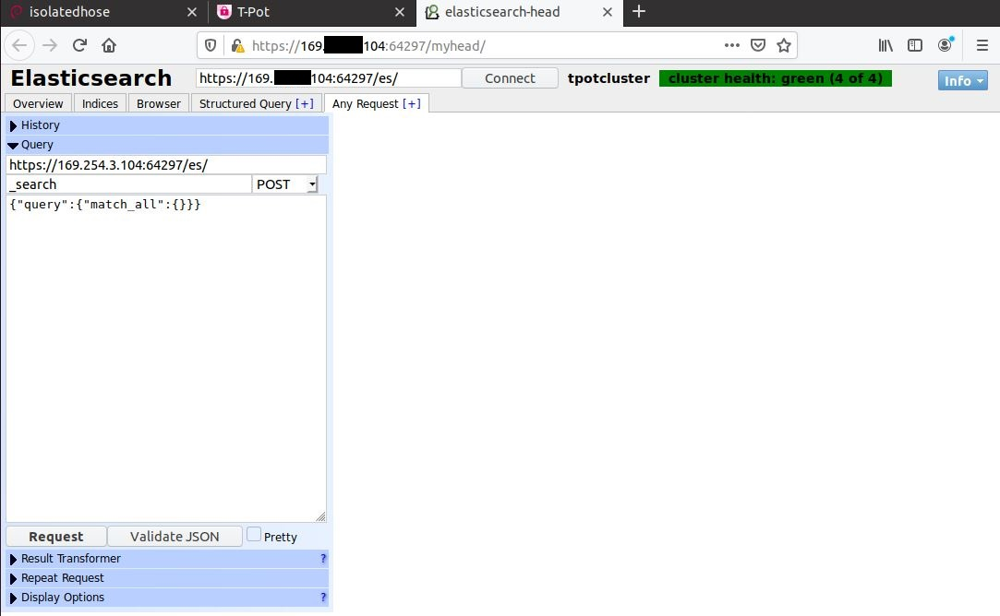 isolatedhose
T-Pot
elasticsearch-head
https://169. 104:64297/myhead/
Elasticsearch https://169. 104:64297/es/ Connect tpotcluster cluster health: green (4 of 4) Info
Overview Indices Browser Structured Query [+] Any Request [+]
History
Query
https://169.254.3.104:64297/es/
_search POST
{"query":{"match_all":{}}}
Request Validate JSON Pretty
Result Transformer ?
Repeat Request
Display Options ?